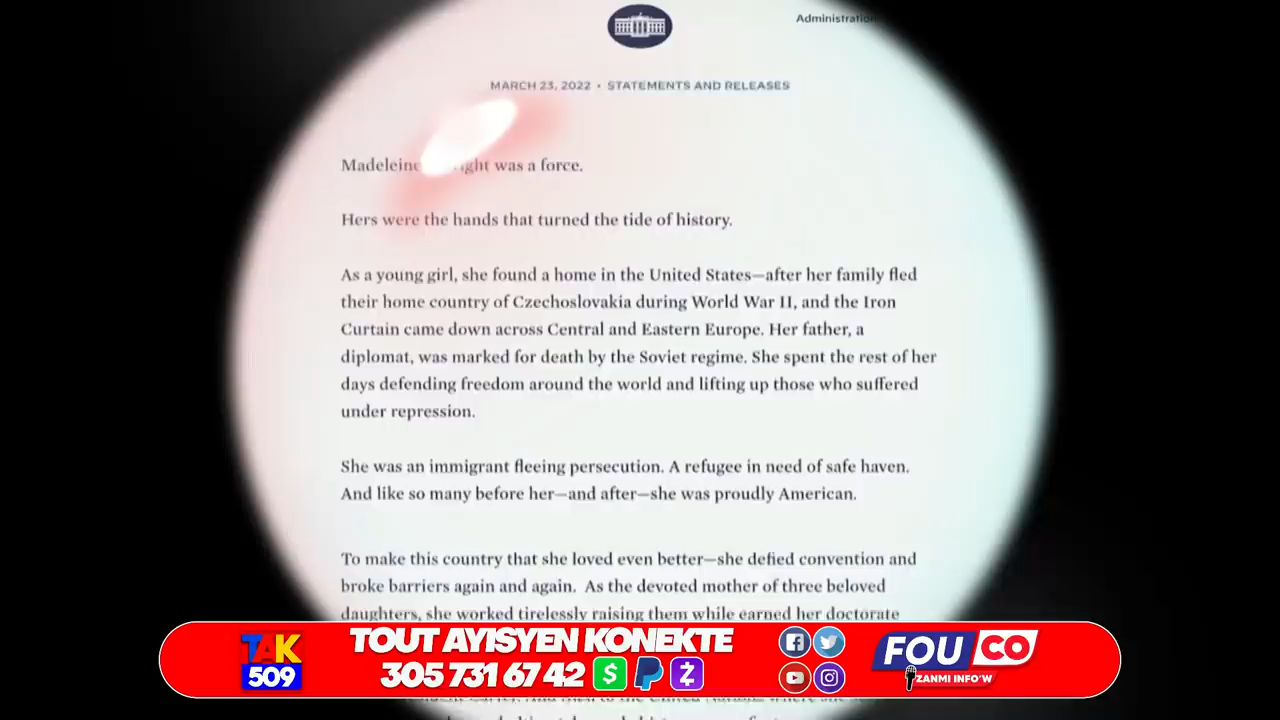 Administration
MARCH 23, 2022 • STATEMENTS AND RELEASES
Madeleine was a force.
Hers were the hands that turned the tide of history.
As a young girl, she found a home in the United States—after her family fled
their home country of Czechoslovakia during World War II, and the Iron
Curtain came down across Central and Eastern Europe. Her father, a
diplomat, was marked for death by the Soviet regime. She spent the rest of her
days defending freedom around the world and lifting up those who suffered
under repression.
She was an immigrant fleeing persecution. A refugee in need of safe haven.
And like so many before her—and after—she was proudly American.
To make this country that she loved even better—she defied convention and
broke barriers again and again. As the devoted mother of three beloved
daughters, she worked tirelessly raising them while earned her doctorate
TAK
509
TOUT AYISYEN KONEKTE
305 731 67 42
FOUCO
ZANMI INFO'W